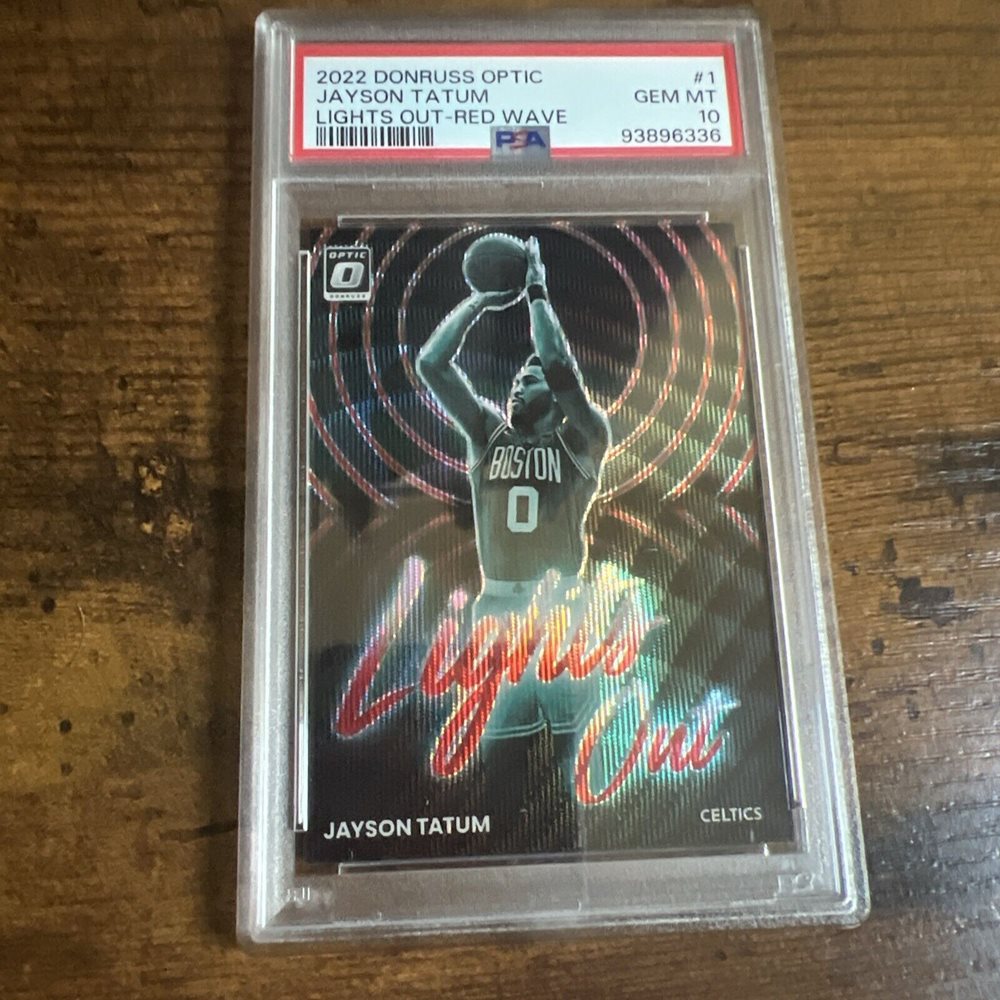 2022 DONRUSS OPTIC #1
JAYSON TATUM GEM MT
LIGHTS OUT-RED WAVE 10
PSA 93896336
OPTIC
DONRUSS
BOSTON
0
Lights
Out
JAYSON TATUM CELTICS